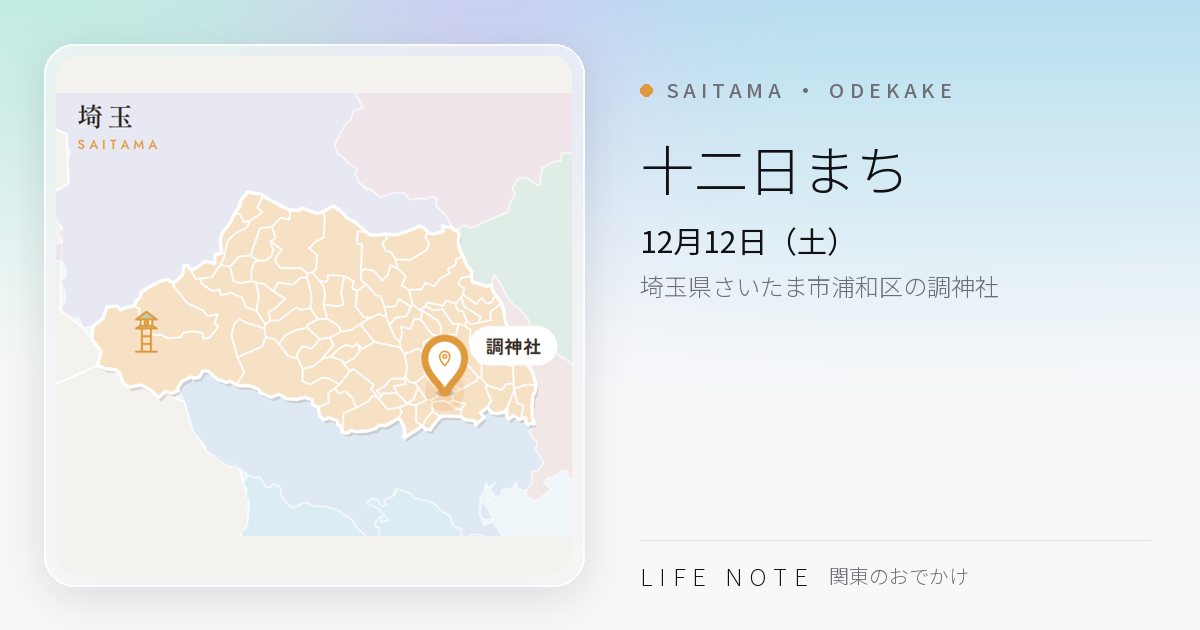 埼玉
SAITAMA
調神社
SAITAMA • ODEKAKE
十二日まち
12月12日（土）
埼玉県さいたま市浦和区の調神社
LIFE NOTE 関東のおでかけ